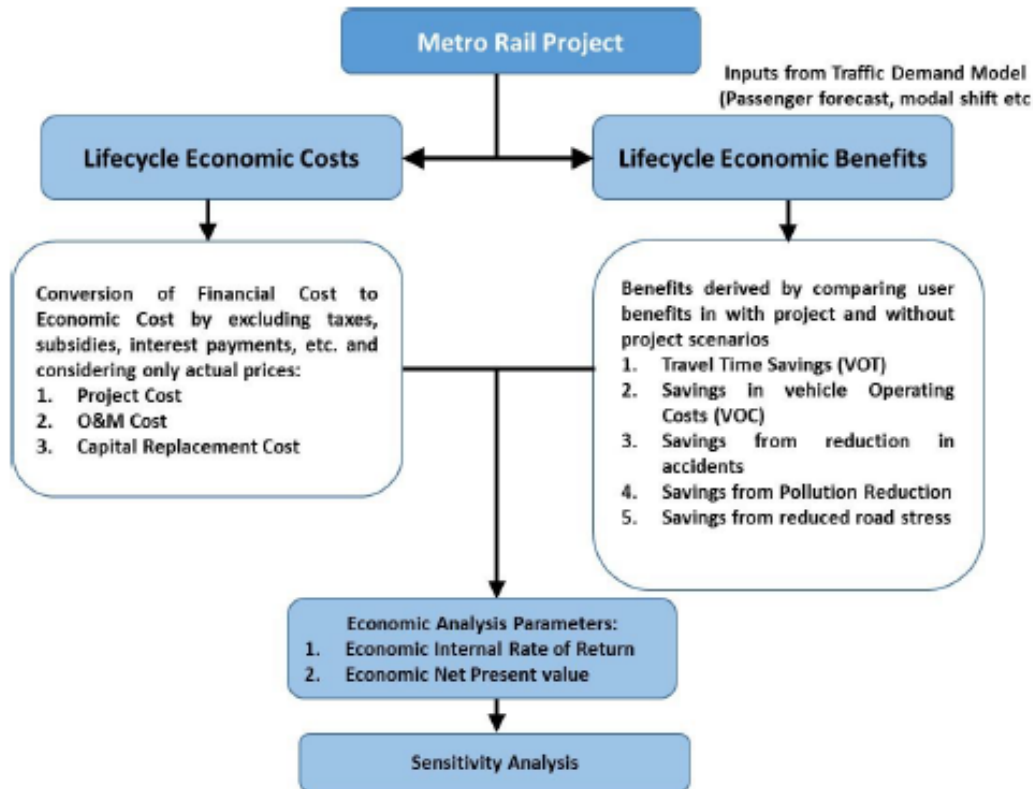 Metro Rail Project
Inputs from Traffic Demand Model
(Passenger forecast, modal shift etc
Lifecycle Economic Costs
Lifecycle Economic Benefits
Conversion of Financial Cost to
Economic Cost by excluding taxes,
subsidies, interest payments, etc. and
considering only actual prices:
1. Project Cost
2. O&M Cost
3. Capital Replacement Cost
Benefits derived by comparing user
benefits in with project and without
project scenarios
1. Travel Time Savings (VOT)
2. Savings in vehicle Operating
Costs (VOC)
3. Savings from reduction in
accidents
4. Savings from Pollution Reduction
5. Savings from reduced road stress
Economic Analysis Parameters:
1. Economic Internal Rate of Return
2. Economic Net Present value
Sensitivity Analysis